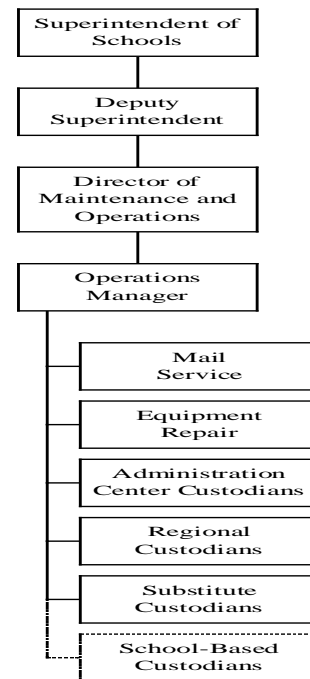 Superintendent of
Schools
Deputy
Superintendent
Director of
Maintenance and
Operations
Operations
Manager
Mail
Service
Equipment
Repair
Administration
Center Custodians
Regional
Custodians
Substitute
Custodians
School-Based
Custodians